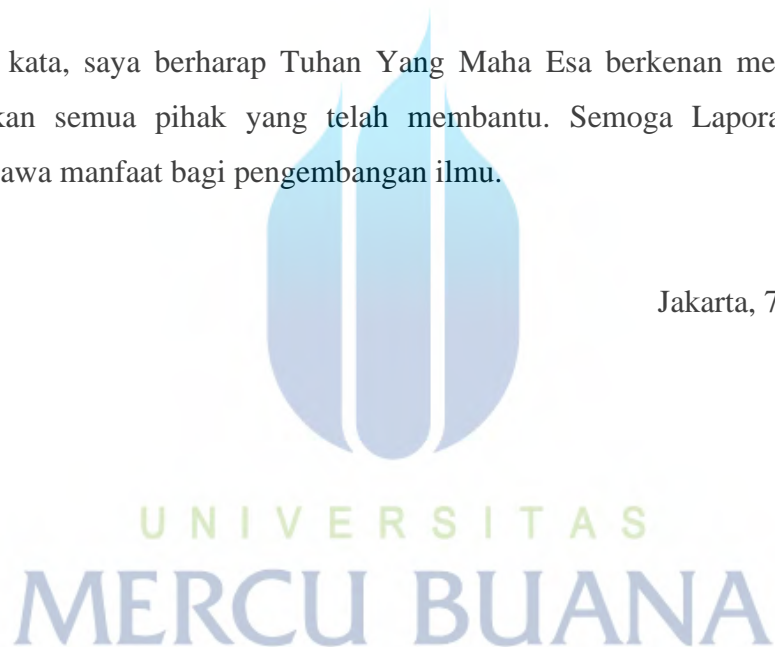 kata, saya berharap Tuhan Yang Maha Esa berkenan me
kan semua pihak yang telah membantu. Semoga Lapora
awa manfaat bagi pengembangan ilmu.
Jakarta, 7
UNIVERSITAS
MERCU BUANA